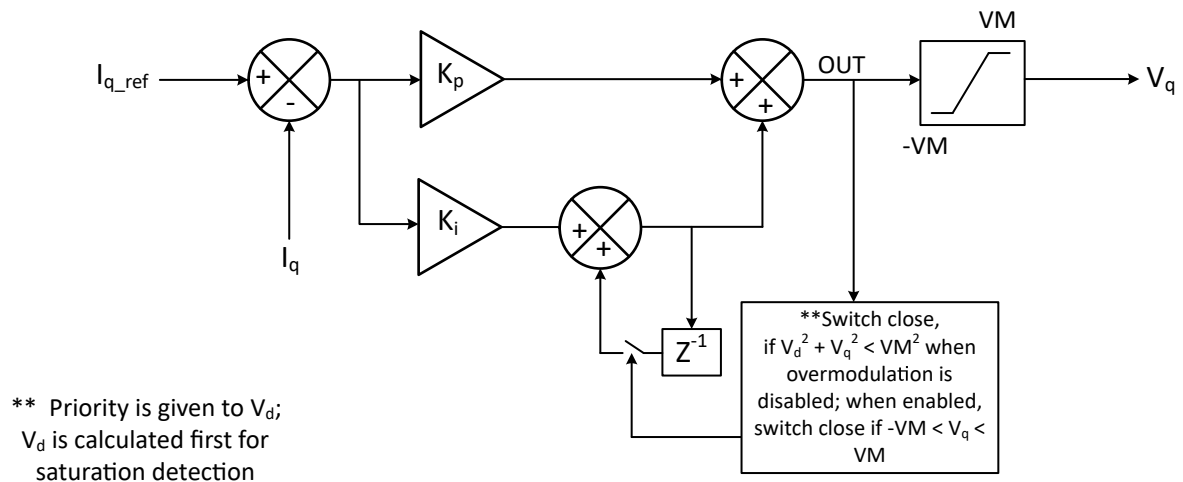 VM
I_q_ref
+
-
K_p
+
+
OUT
V_q
-VM
K_i
+
+
I_q
Z^-1
**Switch close,
if V_d^2 + V_q^2 < VM^2 when
overmodulation is
disabled; when enabled,
switch close if -VM < V_q <
VM
** Priority is given to V_d;
V_d is calculated first for
saturation detection